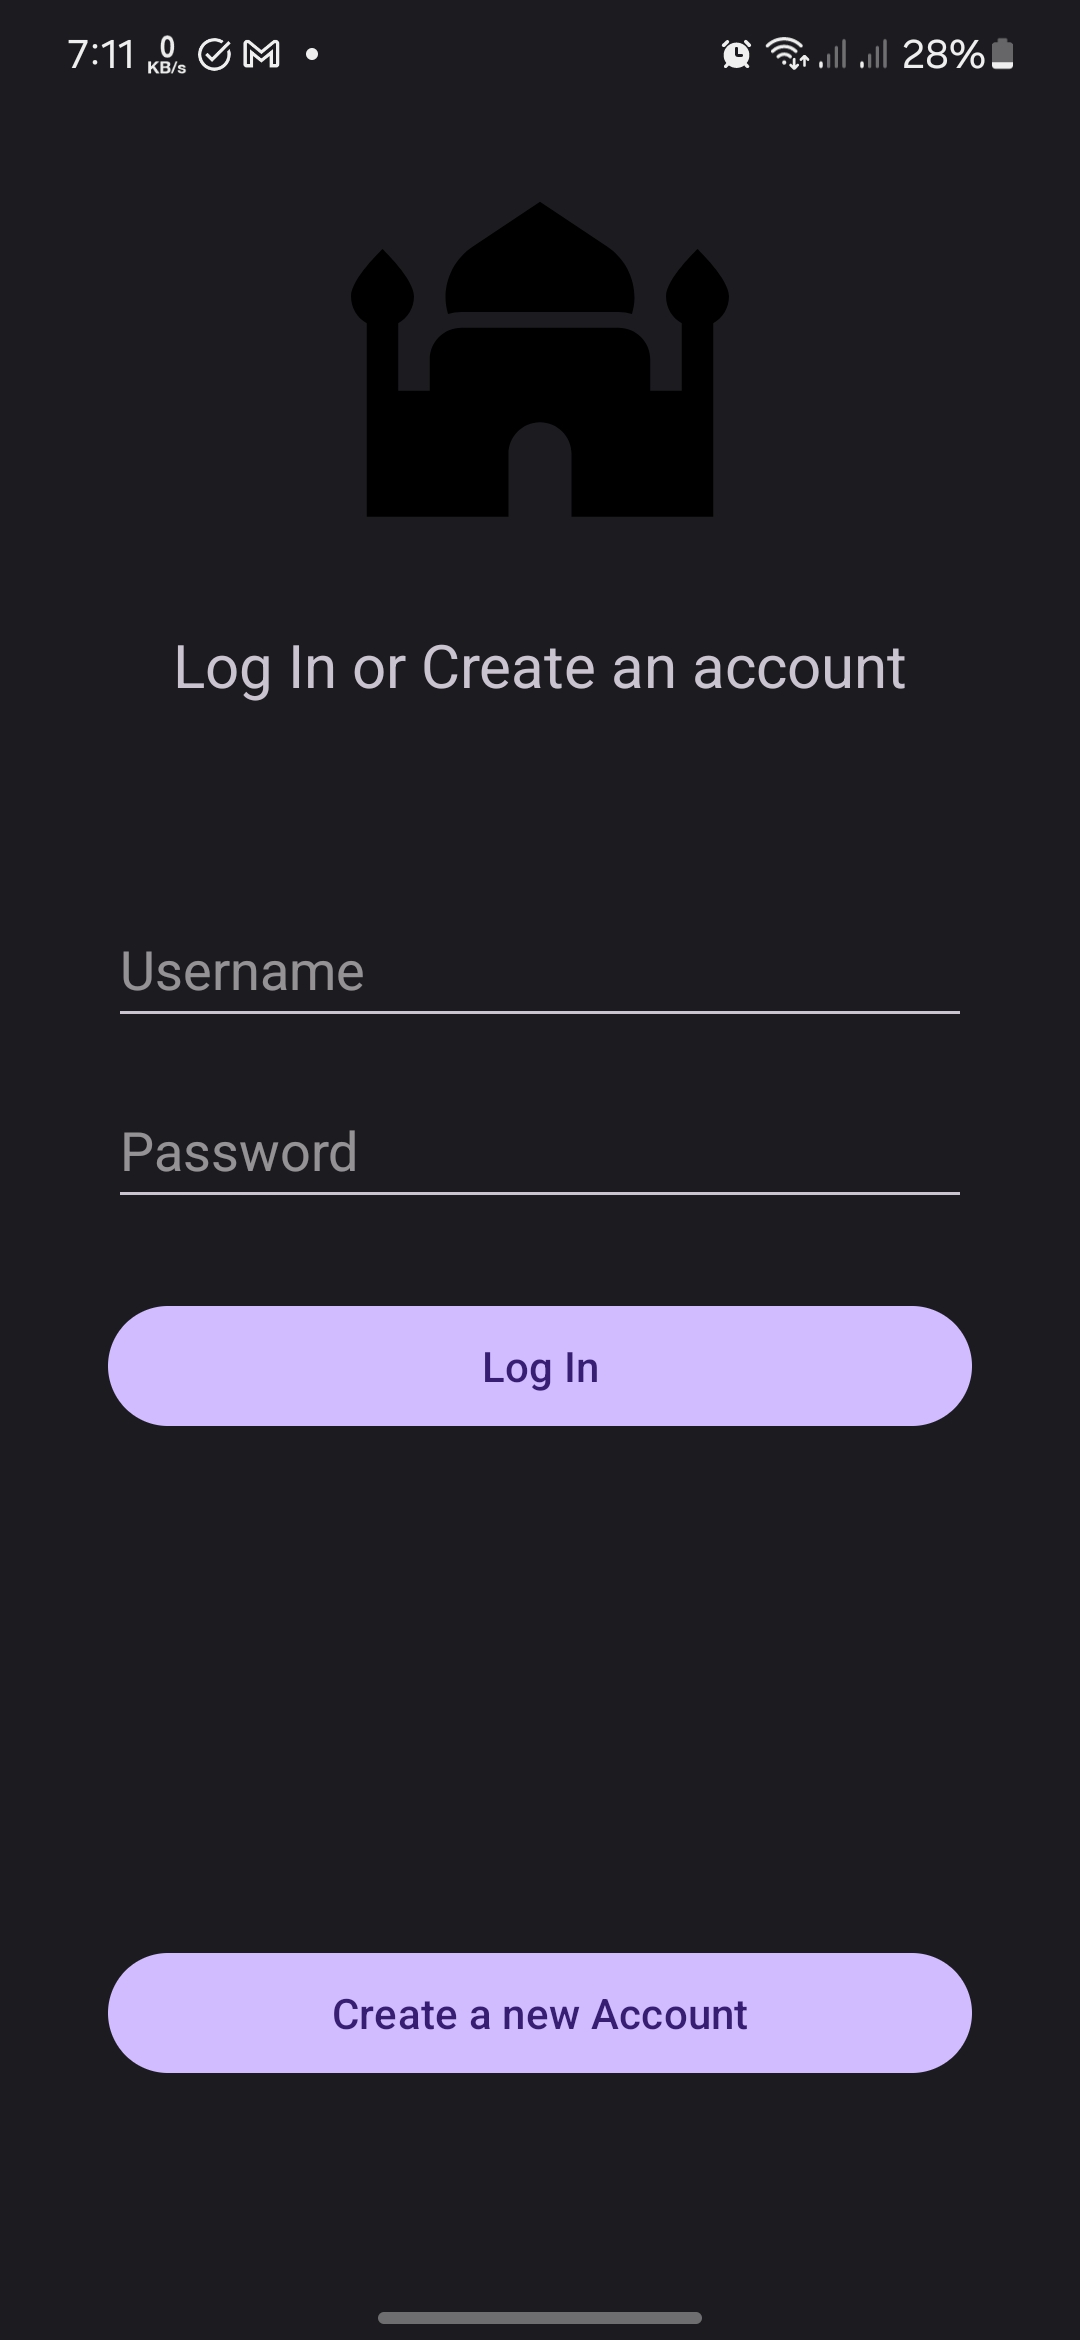 7:11 0 KB/s 28%
Log In or Create an account
Username
Password
Log In
Create a new Account